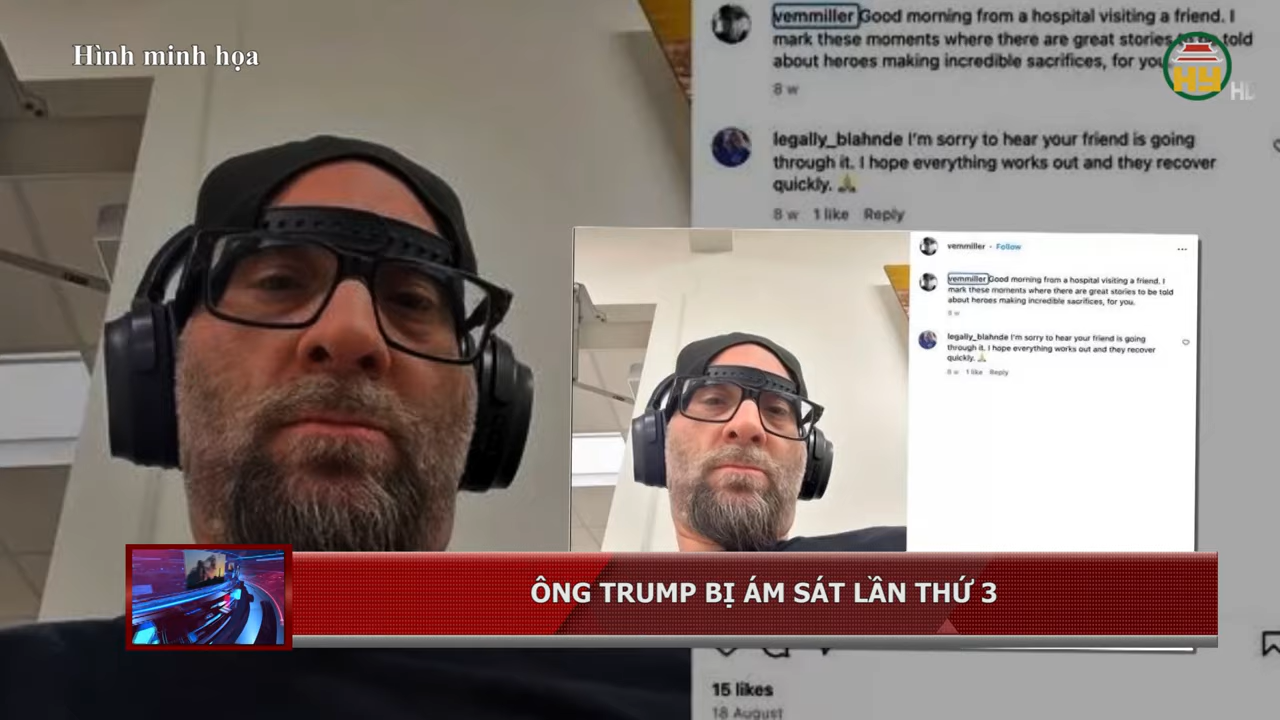 Hình minh họa
vemmiller Good morning from a hospital visiting a friend. I
mark these moments where there are great stories to be told
about heroes making incredible sacrifices, for you.
8 w
legally_blahnde I'm sorry to hear your friend is going
through it. I hope everything works out and they recover
quickly. 🙏
8 w 1 like Reply
HY
HD
vemmiller · Follow
vemmiller Good morning from a hospital visiting a friend. I
mark these moments where there are great stories to be told
about heroes making incredible sacrifices, for you.
8 w
legally_blahnde I'm sorry to hear your friend is going
through it. I hope everything works out and they recover
quickly. 🙏
8 w 1 like Reply
ÔNG TRUMP BỊ ÁM SÁT LẦN THỨ 3
15 likes
18 August